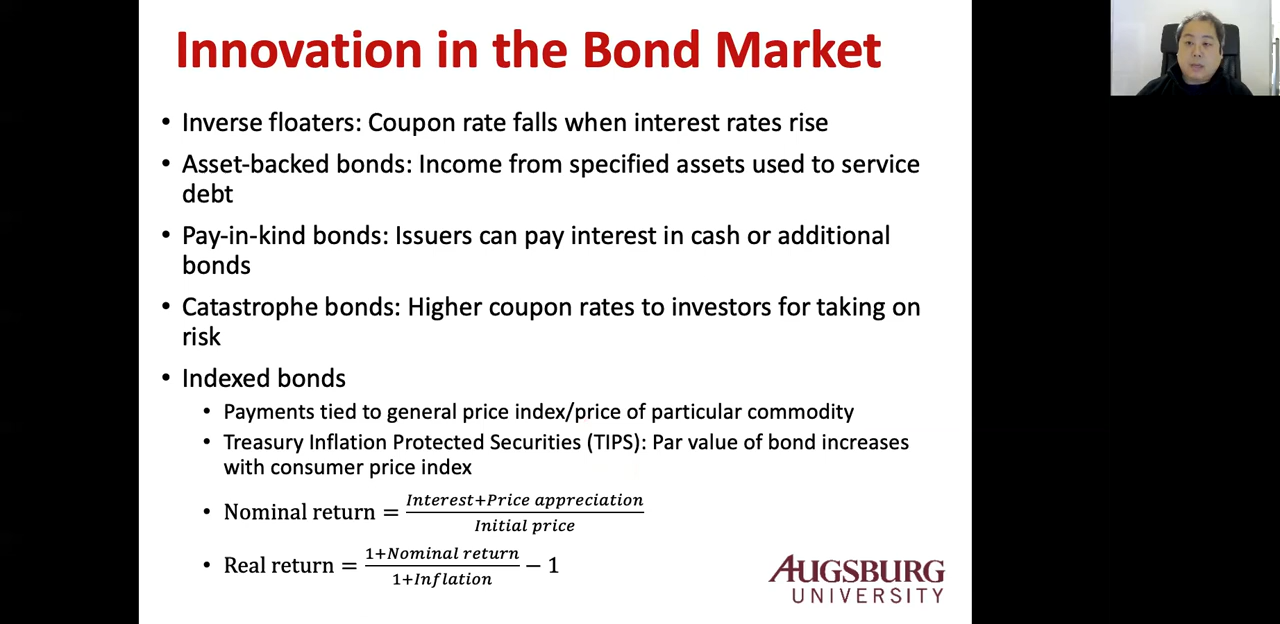 Innovation in the Bond Market
• Inverse floaters: Coupon rate falls when interest rates rise
• Asset-backed bonds: Income from specified assets used to service
debt
• Pay-in-kind bonds: Issuers can pay interest in cash or additional
bonds
• Catastrophe bonds: Higher coupon rates to investors for taking on
risk
• Indexed bonds
• Payments tied to general price index/price of particular commodity
• Treasury Inflation Protected Securities (TIPS): Par value of bond increases
with consumer price index
• Nominal return = (Interest+Price appreciation)/(Initial price)
• Real return = (1+Nominal return)/(1+Inflation) − 1
AUGSBURG
UNIVERSITY